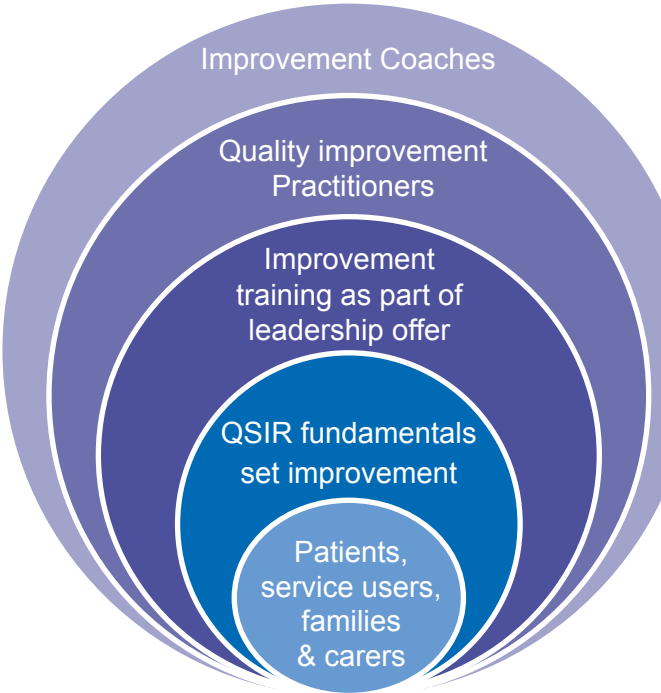 Improvement Coaches
Quality improvement
Practitioners
Improvement
training as part of
leadership offer
QSIR fundamentals
set improvement
Patients,
service users,
families
& carers